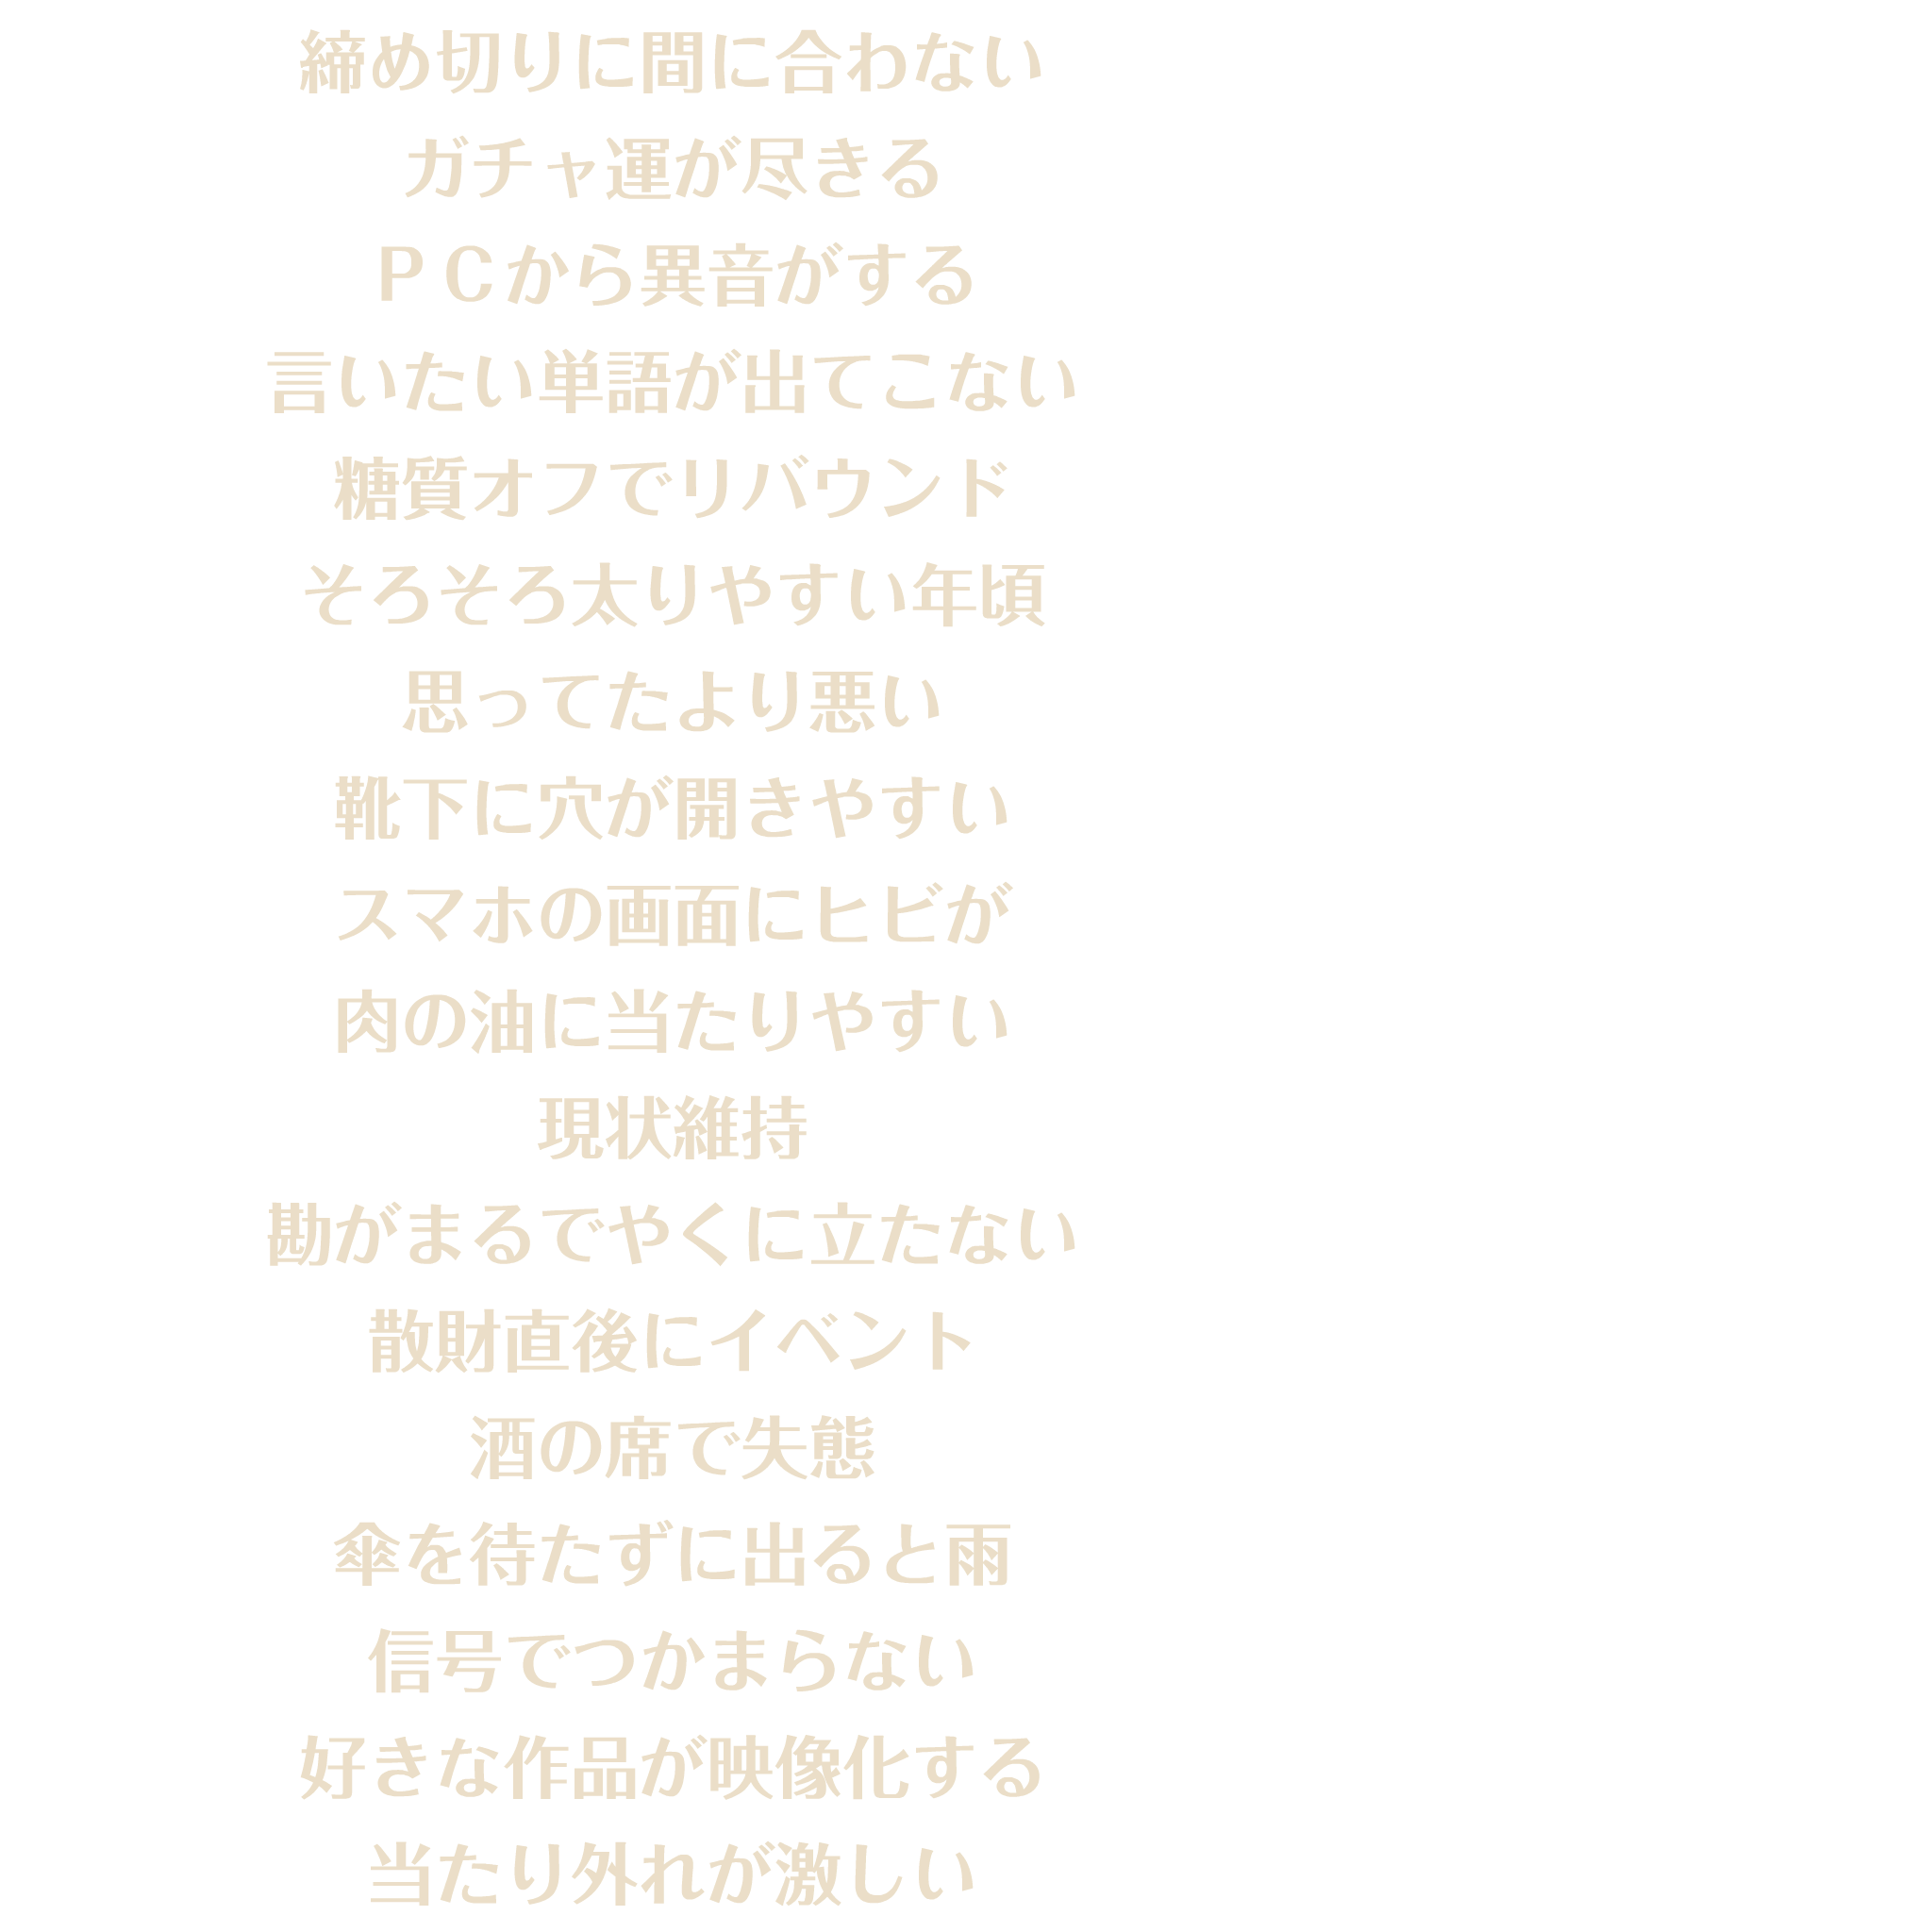 締め切りに間に合わない
ガチャ運が尽きる
ＰＣから異音がする
言いたい単語が出てこない
糖質オフでリバウンド
そろそろ太りやすい年頃
思ってたより悪い
靴下に穴が開きやすい
スマホの画面にヒビが
肉の油に当たりやすい
現状維持
勘がまるでやくに立たない
散財直後にイベント
酒の席で失態
傘を待たずに出ると雨
信号でつかまらない
好きな作品が映像化する
当たり外れが激しい